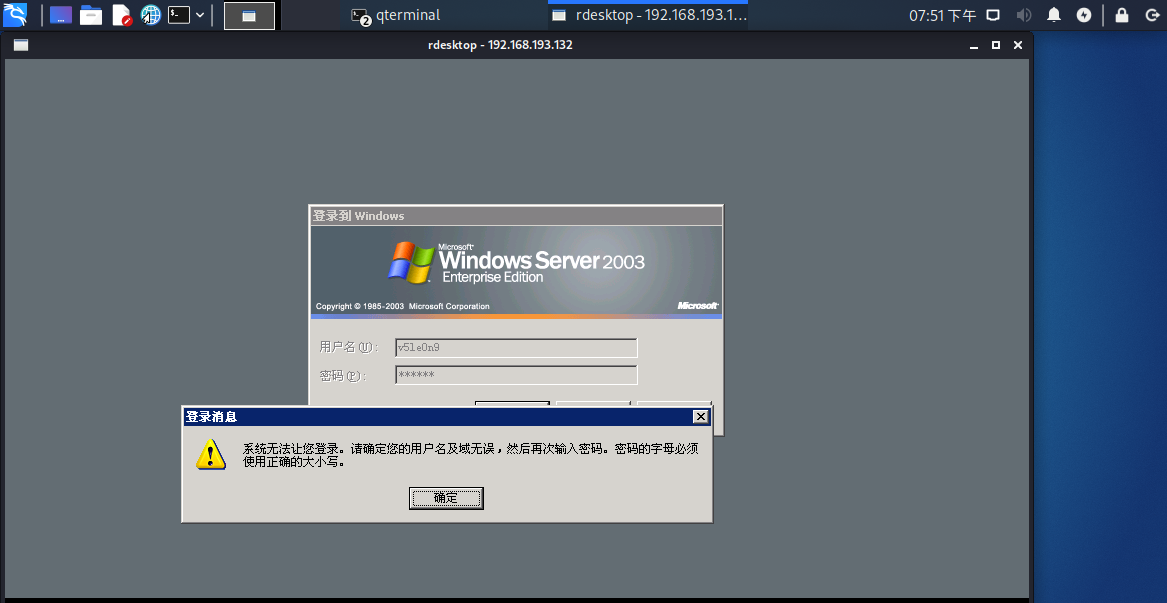 qterminal
2
rdesktop - 192.168.193.1...
07:51 下午
rdesktop - 192.168.193.132
登录到 Windows
Microsoft
Windows Server 2003
Enterprise Edition
Copyright © 1985-2003 Microsoft Corporation
Microsoft
用户名(U):
v5le0n9
密码(P):
******
登录消息
系统无法让您登录。请确定您的用户名及域无误,然后再次输入密码。密码的字母必须
使用正确的大小写。
确定